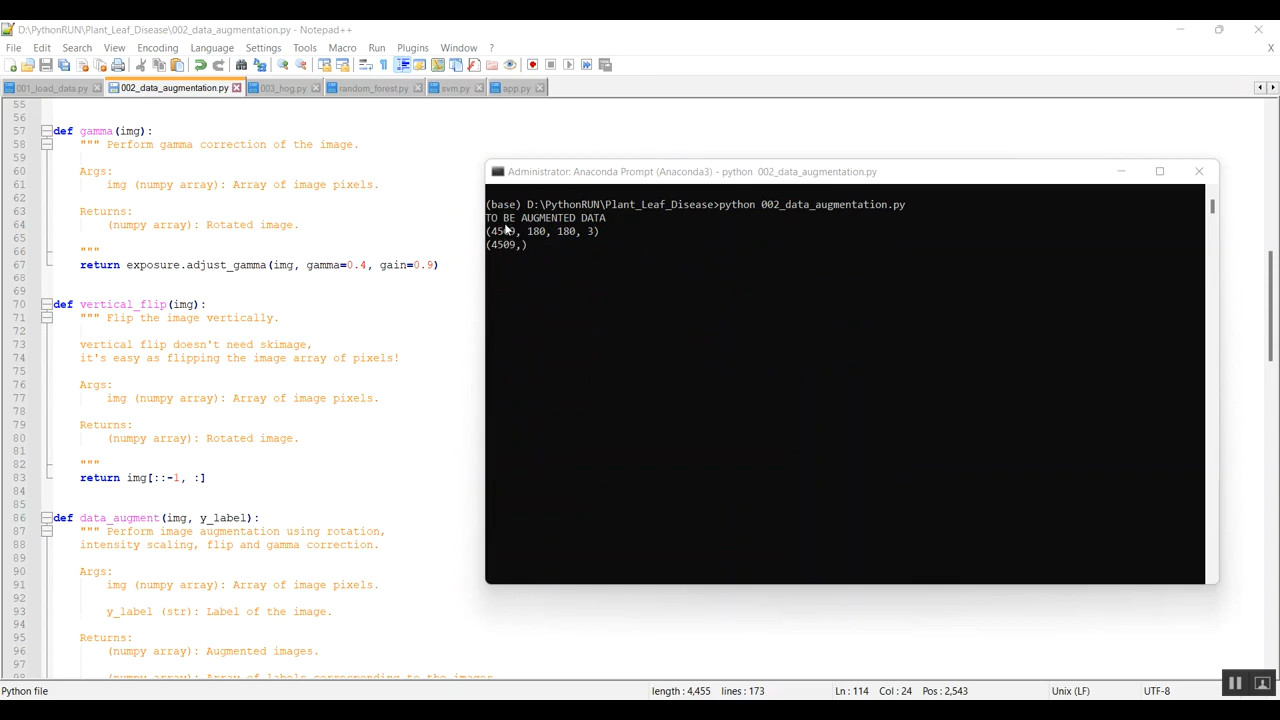 D:\PythonRUN\Plant_Leaf_Disease\002_data_augmentation.py - Notepad++
File Edit Search View Encoding Language Settings Tools Macro Run Plugins Window ?
X
001_load_data.py 002_data_augmentation.py 003_hog.py random_forest.py svm.py app.py
55
56
57 def gamma(img):
58 """ Perform gamma correction of the image.
59
60 Args:
61 img (numpy array): Array of image pixels.
62
63 Returns:
64 (numpy array): Rotated image.
65
66 """
67 return exposure.adjust_gamma(img, gamma=0.4, gain=0.9)
68
69
70 def vertical_flip(img):
71 """ Flip the image vertically.
72
73 vertical flip doesn't need skimage,
74 it's easy as flipping the image array of pixels!
75
76 Args:
77 img (numpy array): Array of image pixels.
78
79 Returns:
80 (numpy array): Rotated image.
81
82 """
83 return img[::-1, :]
84
85
86 def data_augment(img, y_label):
87 """ Perform image augmentation using rotation,
88 intensity scaling, flip and gamma correction.
89
90 Args:
91 img (numpy array): Array of image pixels.
92
93 y_label (str): Label of the image.
94
95 Returns:
96 (numpy array): Augmented images.
97
98 (numpy array): Array of labels corresponding to the images
Administrator: Anaconda Prompt (Anaconda3) - python 002_data_augmentation.py
(base) D:\PythonRUN\Plant_Leaf_Disease>python 002_data_augmentation.py
TO BE AUGMENTED DATA
(4509, 180, 180, 3)
(4509,)
Python file length : 4,455 lines : 173 Ln : 114 Col : 24 Pos : 2,543 Unix (LF) UTF-8